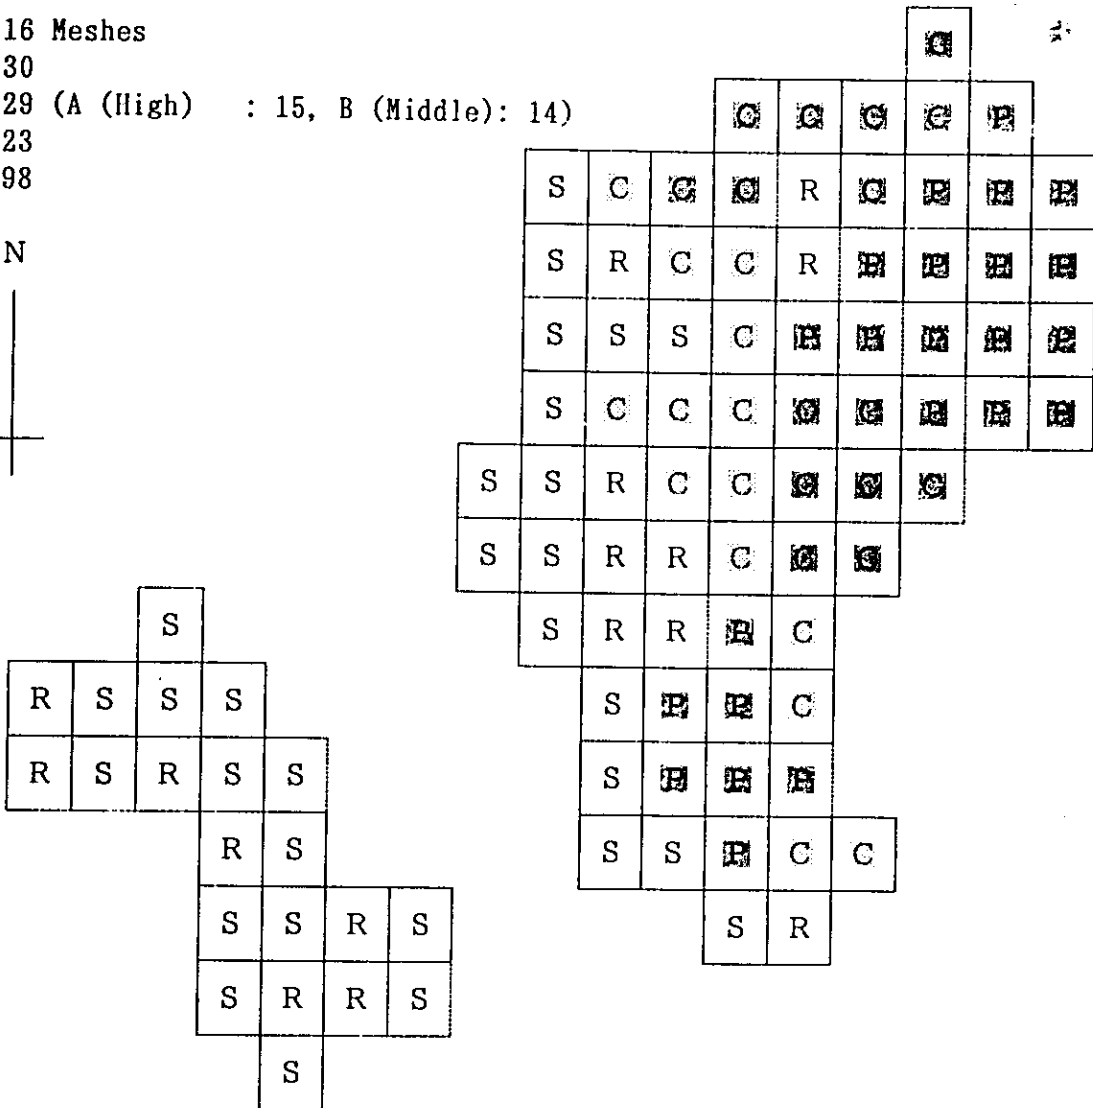 16 Meshes
30
29 (A (High) : 15, B (Middle): 14)
23
98
N
C
C C C C P
S C C C R C P P P
S R C C R P P P P
S S S C P P P P P
S C C C C C P P P
S S R C C C C C
S S R R C C C
S R R P C
S P P C
S P P P
S S P C C
S R
S
R S S S
R S R S S
R S
S S R S
S R R S
S